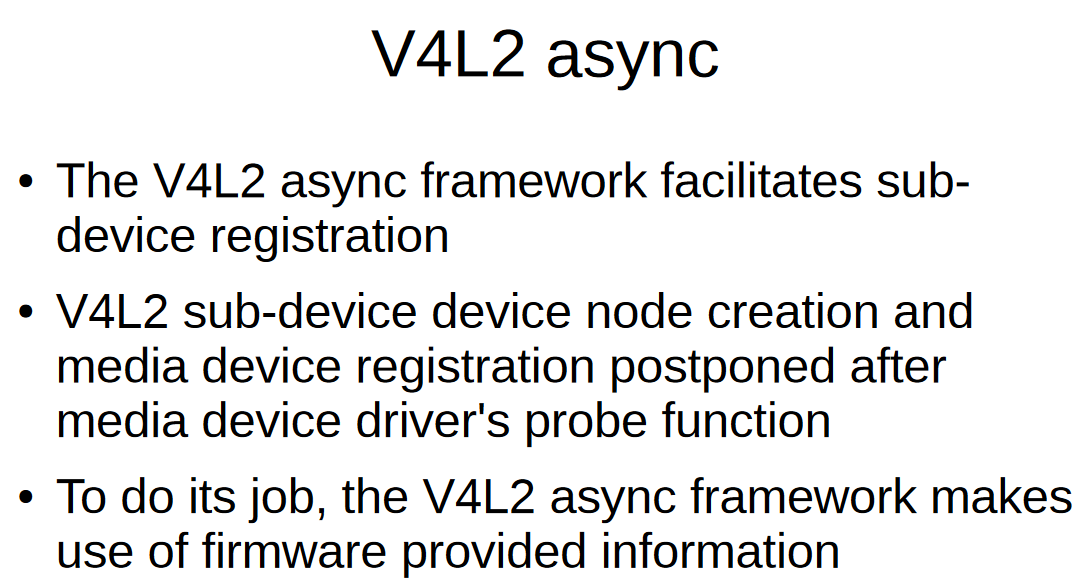 V4L2 async
• The V4L2 async framework facilitates sub-
device registration
• V4L2 sub-device device node creation and
media device registration postponed after
media device driver's probe function
• To do its job, the V4L2 async framework makes
use of firmware provided information